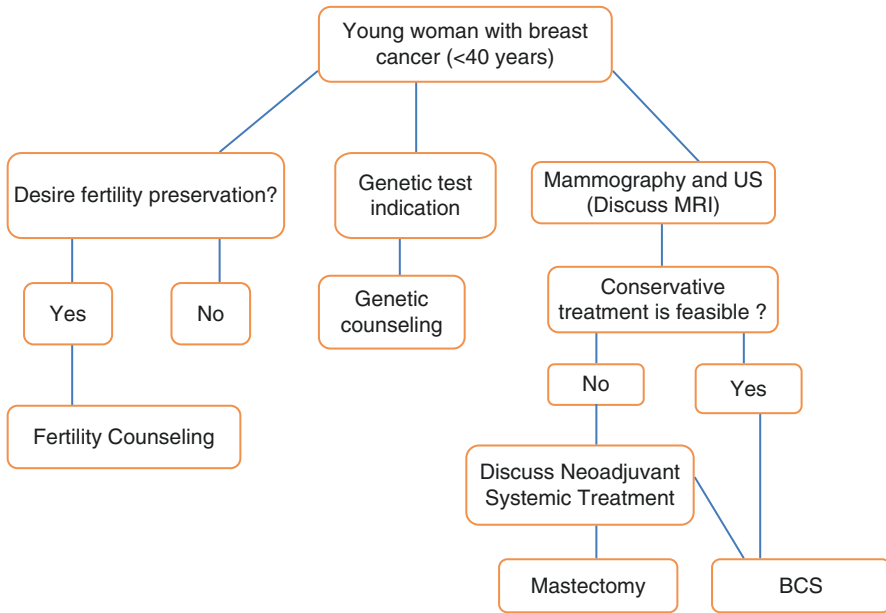 Young woman with breast
cancer (<40 years)
Desire fertility preservation?
Genetic test
indication
Mammography and US
(Discuss MRI)
Yes
No
Genetic
counseling
Conservative
treatment is feasible ?
No
Yes
Fertility Counseling
Discuss Neoadjuvant
Systemic Treatment
Mastectomy
BCS